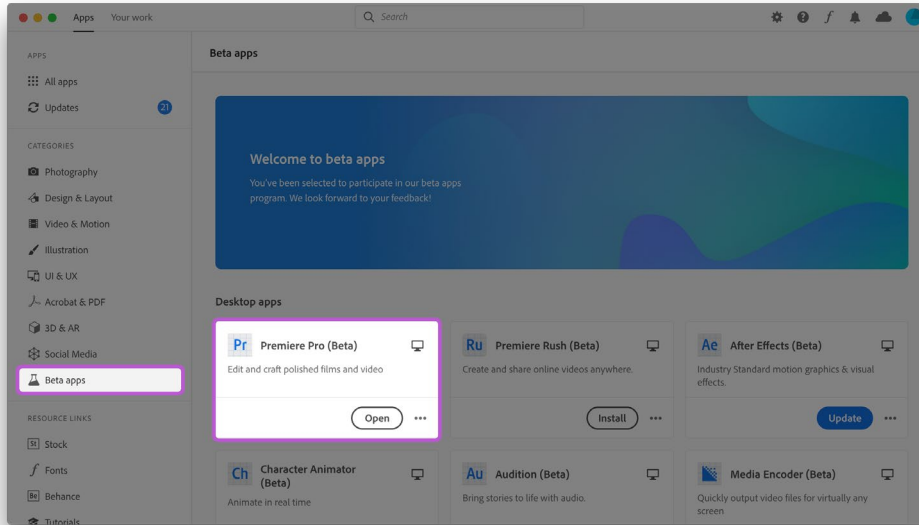 Apps Your work
Search
APPS
All apps
Updates 21
CATEGORIES
Photography
Design & Layout
Video & Motion
Illustration
UI & UX
Acrobat & PDF
3D & AR
Social Media
Beta apps
RESOURCE LINKS
St Stock
Fonts
Be Behance
Tutorials
Beta apps
Welcome to beta apps
You've been selected to participate in our beta apps
program. We look forward to your feedback!
Desktop apps
Pr Premiere Pro (Beta)
Edit and craft polished films and video
Open
Ru Premiere Rush (Beta)
Create and share online videos anywhere.
Install
Ae After Effects (Beta)
Industry Standard motion graphics & visual
effects.
Update
Ch Character Animator
(Beta)
Animate in real time
Au Audition (Beta)
Bring stories to life with audio.
Media Encoder (Beta)
Quickly output video files for virtually any
screen